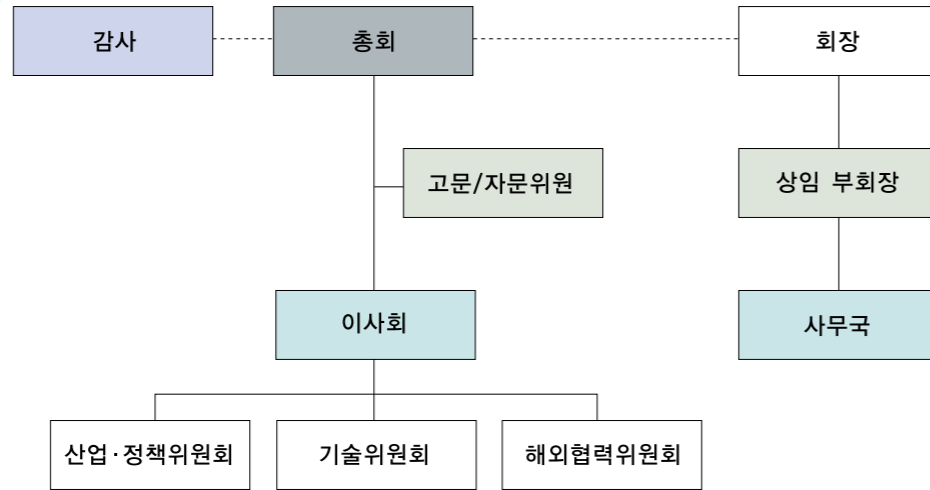 감사
총회
회장
고문/자문위원
상임 부회장
이사회
사무국
산업·정책위원회
기술위원회
해외협력위원회